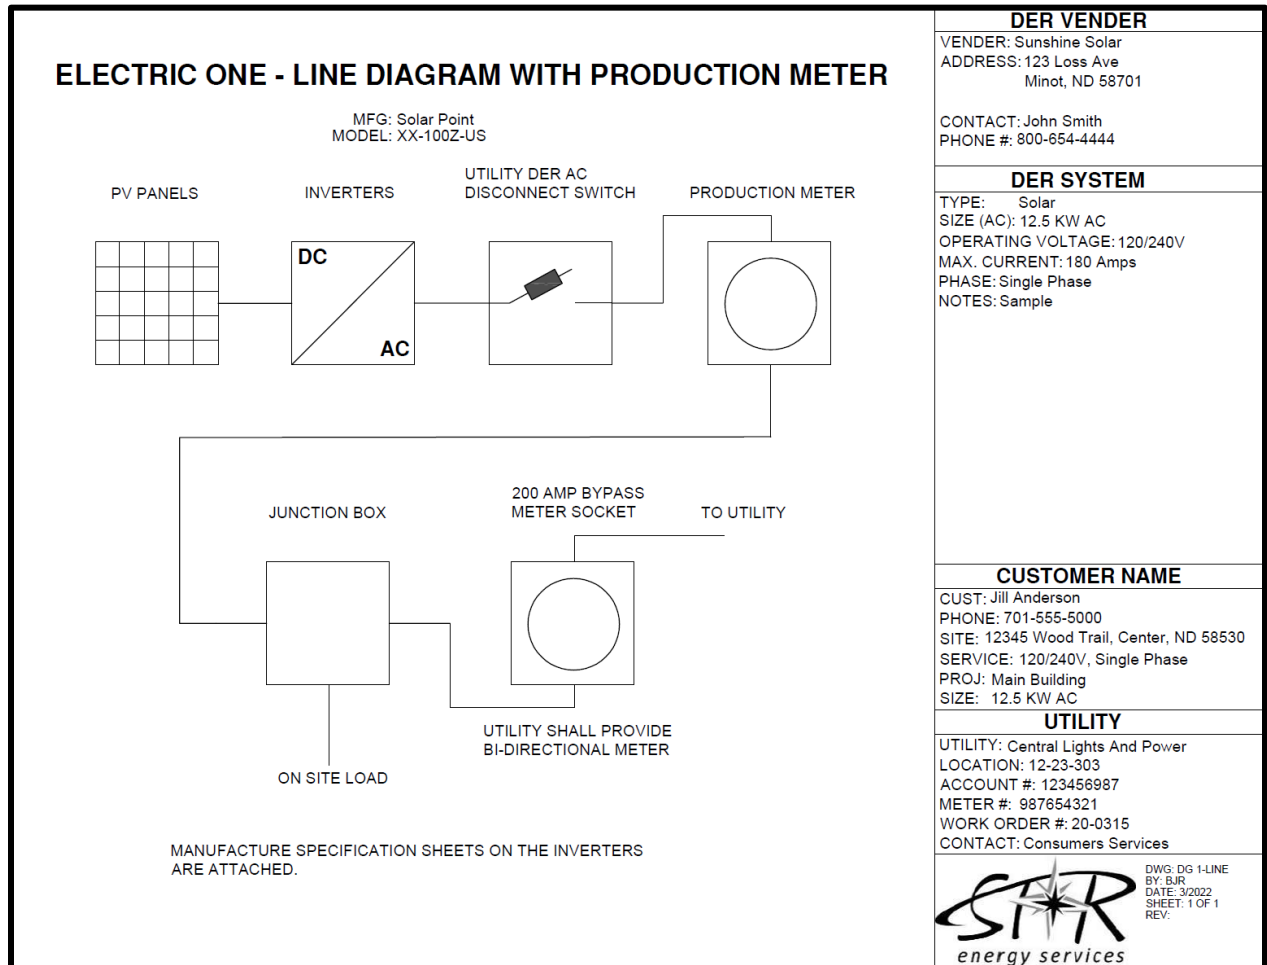 ELECTRIC ONE - LINE DIAGRAM WITH PRODUCTION METER
MFG: Solar Point
MODEL: XX-100Z-US
PV PANELS
INVERTERS
UTILITY DER AC
DISCONNECT SWITCH
PRODUCTION METER
DC
AC
JUNCTION BOX
200 AMP BYPASS
METER SOCKET
TO UTILITY
UTILITY SHALL PROVIDE
BI-DIRECTIONAL METER
ON SITE LOAD
MANUFACTURE SPECIFICATION SHEETS ON THE INVERTERS
ARE ATTACHED.
DER VENDER
VENDER: Sunshine Solar
ADDRESS: 123 Loss Ave
Minot, ND 58701
CONTACT: John Smith
PHONE #: 800-654-4444
DER SYSTEM
TYPE: Solar
SIZE (AC): 12.5 KW AC
OPERATING VOLTAGE: 120/240V
MAX. CURRENT: 180 Amps
PHASE: Single Phase
NOTES: Sample
CUSTOMER NAME
CUST: Jill Anderson
PHONE: 701-555-5000
SITE: 12345 Wood Trail, Center, ND 58530
SERVICE: 120/240V, Single Phase
PROJ: Main Building
SIZE: 12.5 KW AC
UTILITY
UTILITY: Central Lights And Power
LOCATION: 12-23-303
ACCOUNT #: 123456987
METER #: 987654321
WORK ORDER #: 20-0315
CONTACT: Consumers Services
STAR
energy services
DWG: DG 1-LINE
BY: BJR
DATE: 3/2022
SHEET: 1 OF 1
REV: